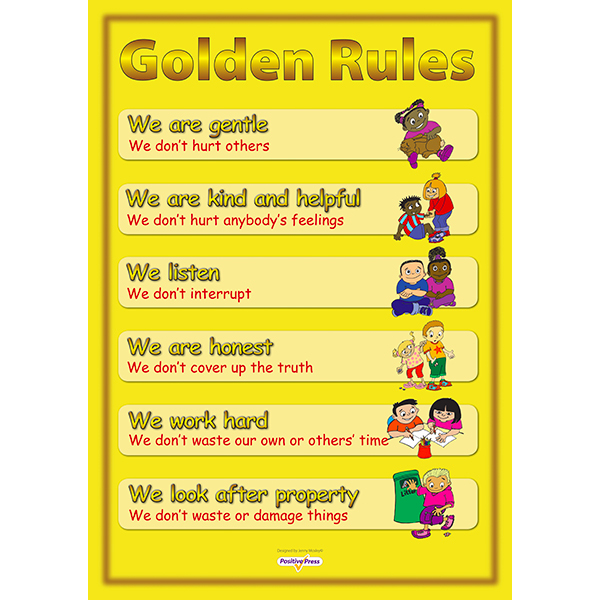 Golden Rules
We are gentle
We don't hurt others
We are kind and helpful
We don't hurt anybody's feelings
We listen
We don't interrupt
We are honest
We don't cover up the truth
We work hard
We don't waste our own or others' time
We look after property
We don't waste or damage things
Litter
Designed by Jenny Mosley®
Positive Press